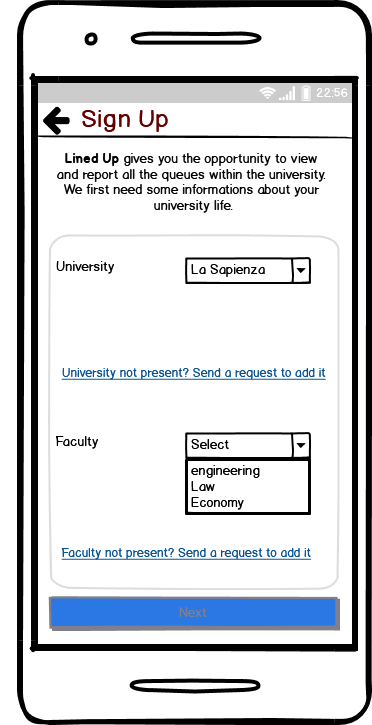 22:56
Sign Up
Lined Up gives you the opportunity to view
and report all the queues within the university.
We first need some informations about your
university life.
University
La Sapienza
University not present? Send a request to add it
Faculty
Select
engineering
Law
Economy
Faculty not present? Send a request to add it
Next